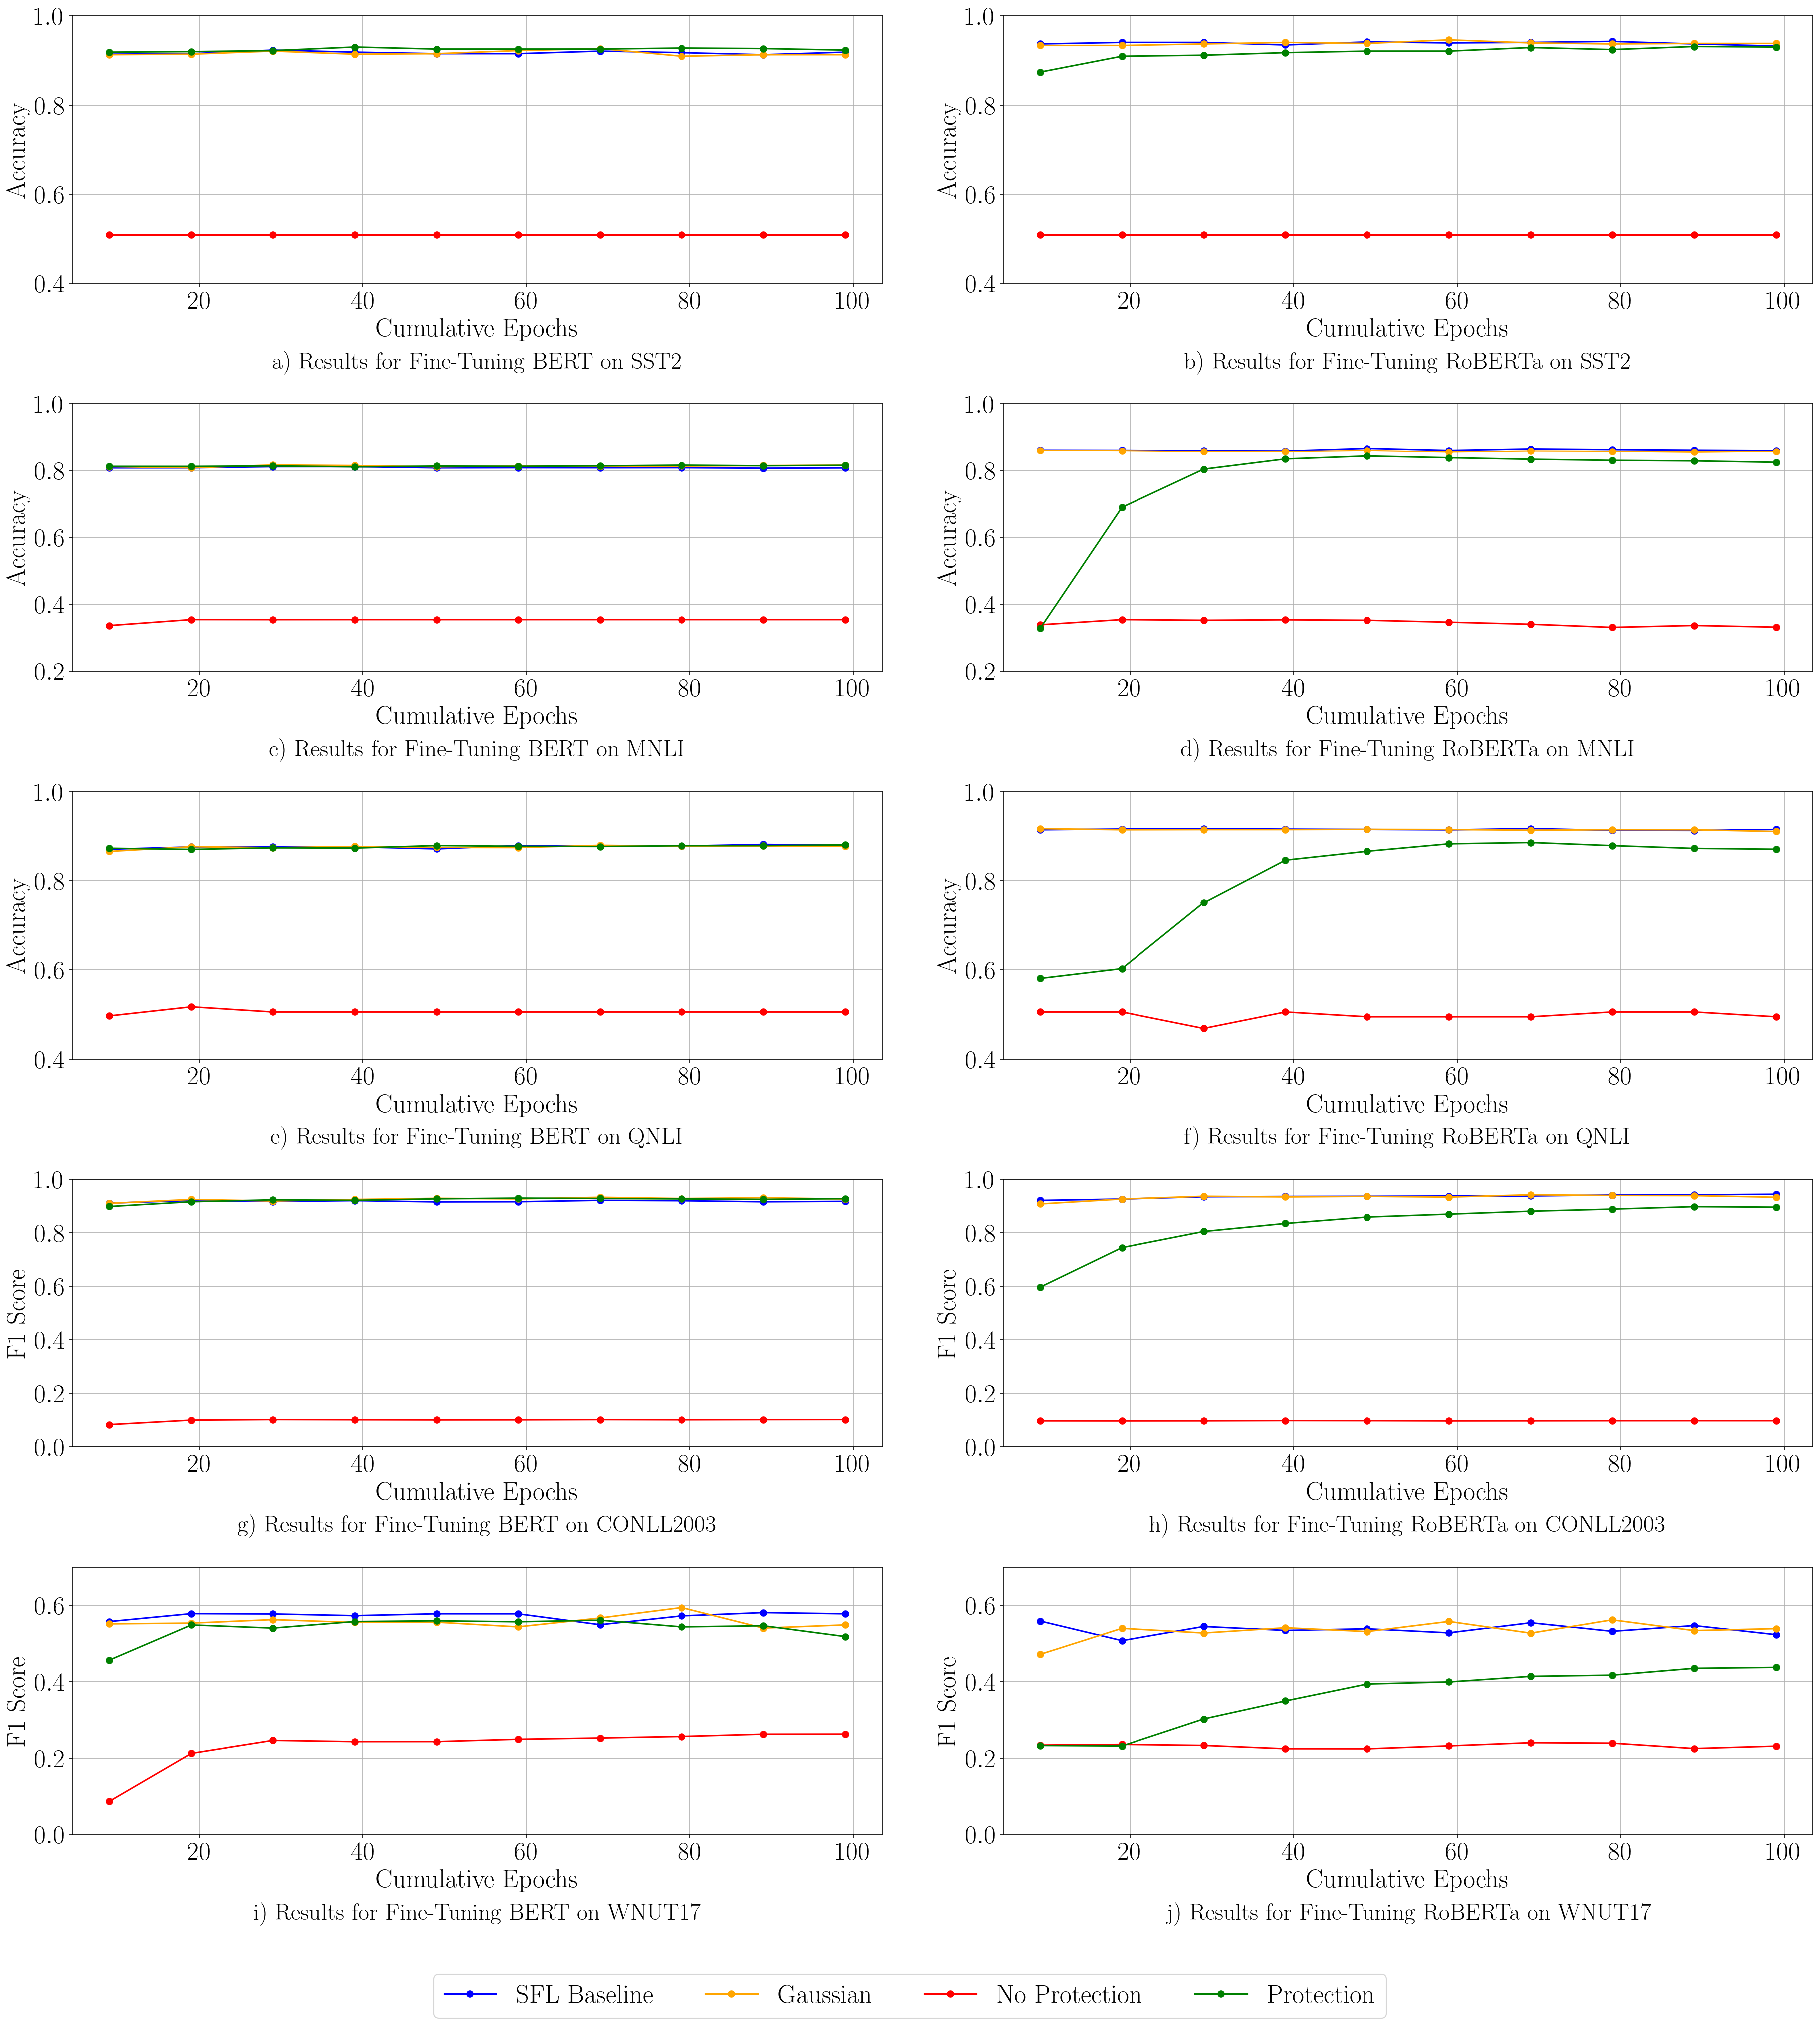 1.0
0.8
0.6
0.4
Accuracy
20 40 60 80 100
Cumulative Epochs
a) Results for Fine-Tuning BERT on SST2
1.0
0.8
0.6
0.4
Accuracy
20 40 60 80 100
Cumulative Epochs
b) Results for Fine-Tuning RoBERTa on SST2
1.0
0.8
0.6
0.4
0.2
Accuracy
20 40 60 80 100
Cumulative Epochs
c) Results for Fine-Tuning BERT on MNLI
1.0
0.8
0.6
0.4
0.2
Accuracy
20 40 60 80 100
Cumulative Epochs
d) Results for Fine-Tuning RoBERTa on MNLI
1.0
0.8
0.6
0.4
Accuracy
20 40 60 80 100
Cumulative Epochs
e) Results for Fine-Tuning BERT on QNLI
1.0
0.8
0.6
0.4
Accuracy
20 40 60 80 100
Cumulative Epochs
f) Results for Fine-Tuning RoBERTa on QNLI
1.0
0.8
0.6
0.4
0.2
0.0
F1 Score
20 40 60 80 100
Cumulative Epochs
g) Results for Fine-Tuning BERT on CONLL2003
1.0
0.8
0.6
0.4
0.2
0.0
F1 Score
20 40 60 80 100
Cumulative Epochs
h) Results for Fine-Tuning RoBERTa on CONLL2003
0.6
0.4
0.2
0.0
F1 Score
20 40 60 80 100
Cumulative Epochs
i) Results for Fine-Tuning BERT on WNUT17
0.6
0.4
0.2
0.0
F1 Score
20 40 60 80 100
Cumulative Epochs
j) Results for Fine-Tuning RoBERTa on WNUT17
SFL Baseline Gaussian No Protection Protection